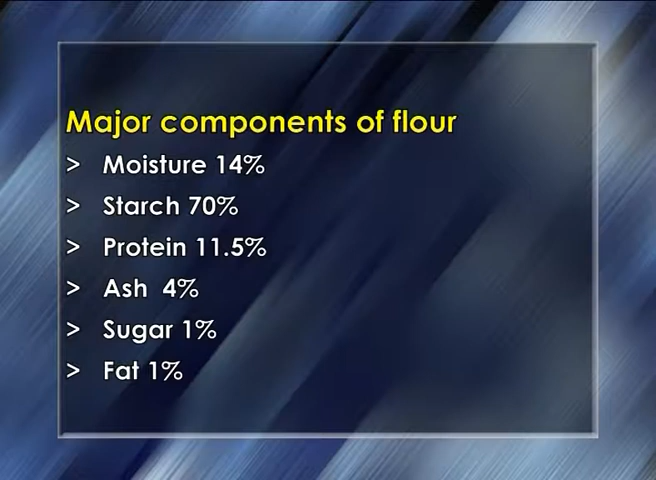 Major components of flour
> Moisture 14%
> Starch 70%
> Protein 11.5%
> Ash 4%
> Sugar 1%
> Fat 1%